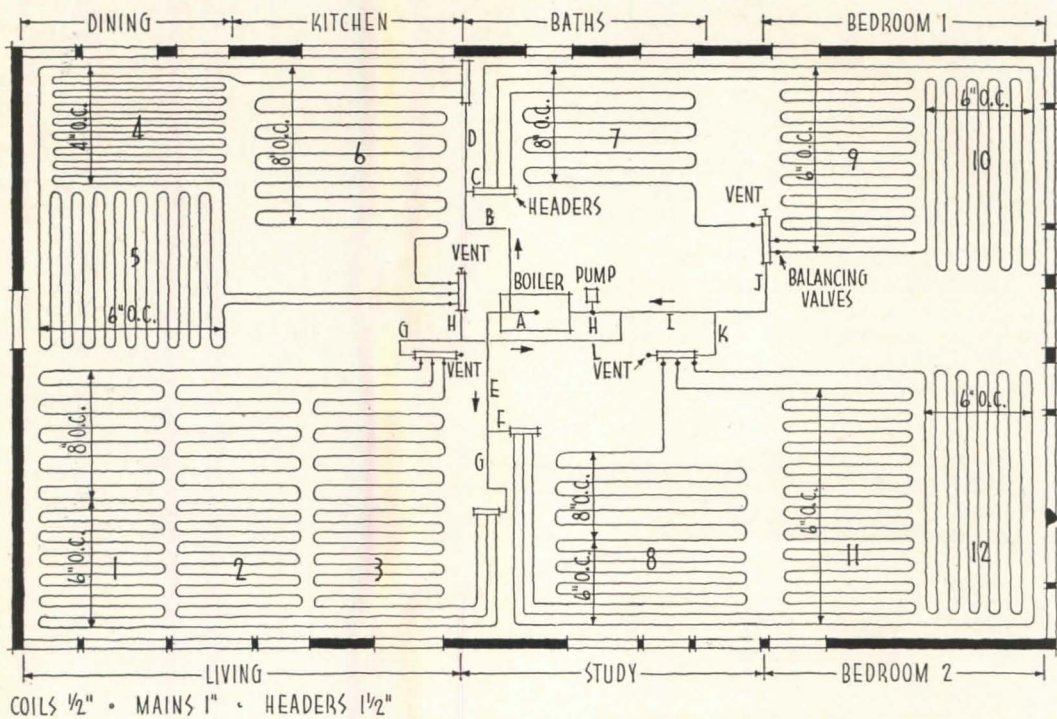 DINING KITCHEN BATHS BEDROOM 1
4" O.C.
4
8' O.C.
6
D
C
8" O.C.
7
6" O.C.
9
6" O.C.
10
HEADERS
B
VENT
5
6" O.C.
VENT
BOILER PUMP
BALANCING
VALVES
J
G H A H I K
L
VENT VENT
E
F
G
8" O.C.
6" O.C.
1 2 3
8" O.C.
6" O.C.
8
6" O.C.
11
6" O.C.
12
LIVING STUDY BEDROOM 2
COILS ½" • MAINS 1" • HEADERS 1½"